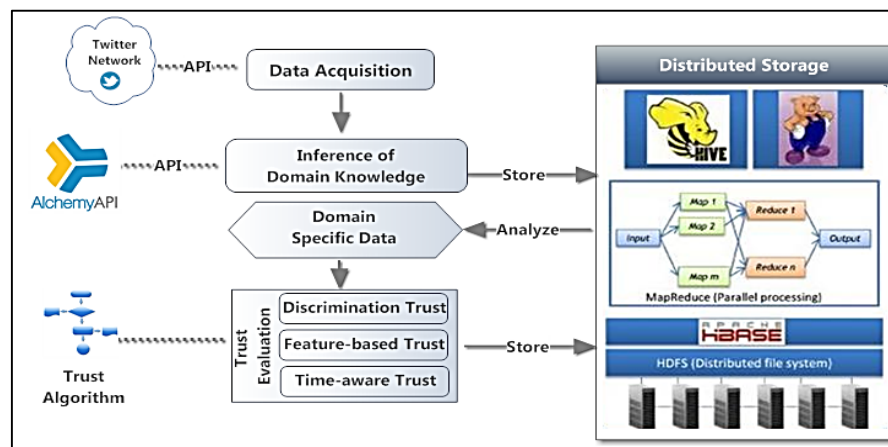 Twitter
Network
API
Data Acquisition
AlchemyAPI
API
Inference of
Domain Knowledge
Store
Domain
Specific Data
Analyze
Trust
Algorithm
Trust
Evaluation
Discrimination Trust
Feature-based Trust
Time-aware Trust
Store
Distributed Storage
HIVE
Input
Map 1
Map 2
Map m
Reduce 1
Reduce n
Output
MapReduce (Parallel processing)
APACHE
HBASE
HDFS (Distributed file system)